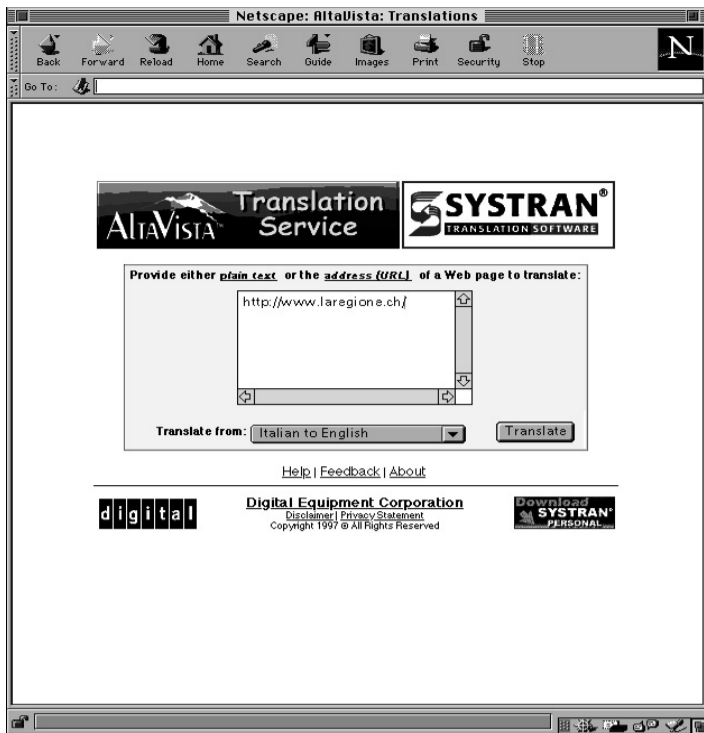 Netscape: AltaVista: Translations
Back Forward Reload Home Search Guide Images Print Security Stop
N
Go To:
ALTAVISTA™ Translation Service
SYSTRAN®
TRANSLATION SOFTWARE
Provide either plain text or the address (URL) of a Web page to translate:
http://www.laregione.ch/
Translate from: Italian to English Translate
Help | Feedback | About
digital
Digital Equipment Corporation
Disclaimer | Privacy Statement
Copyright 1997 © All Rights Reserved
Download
SYSTRAN®
PERSONAL